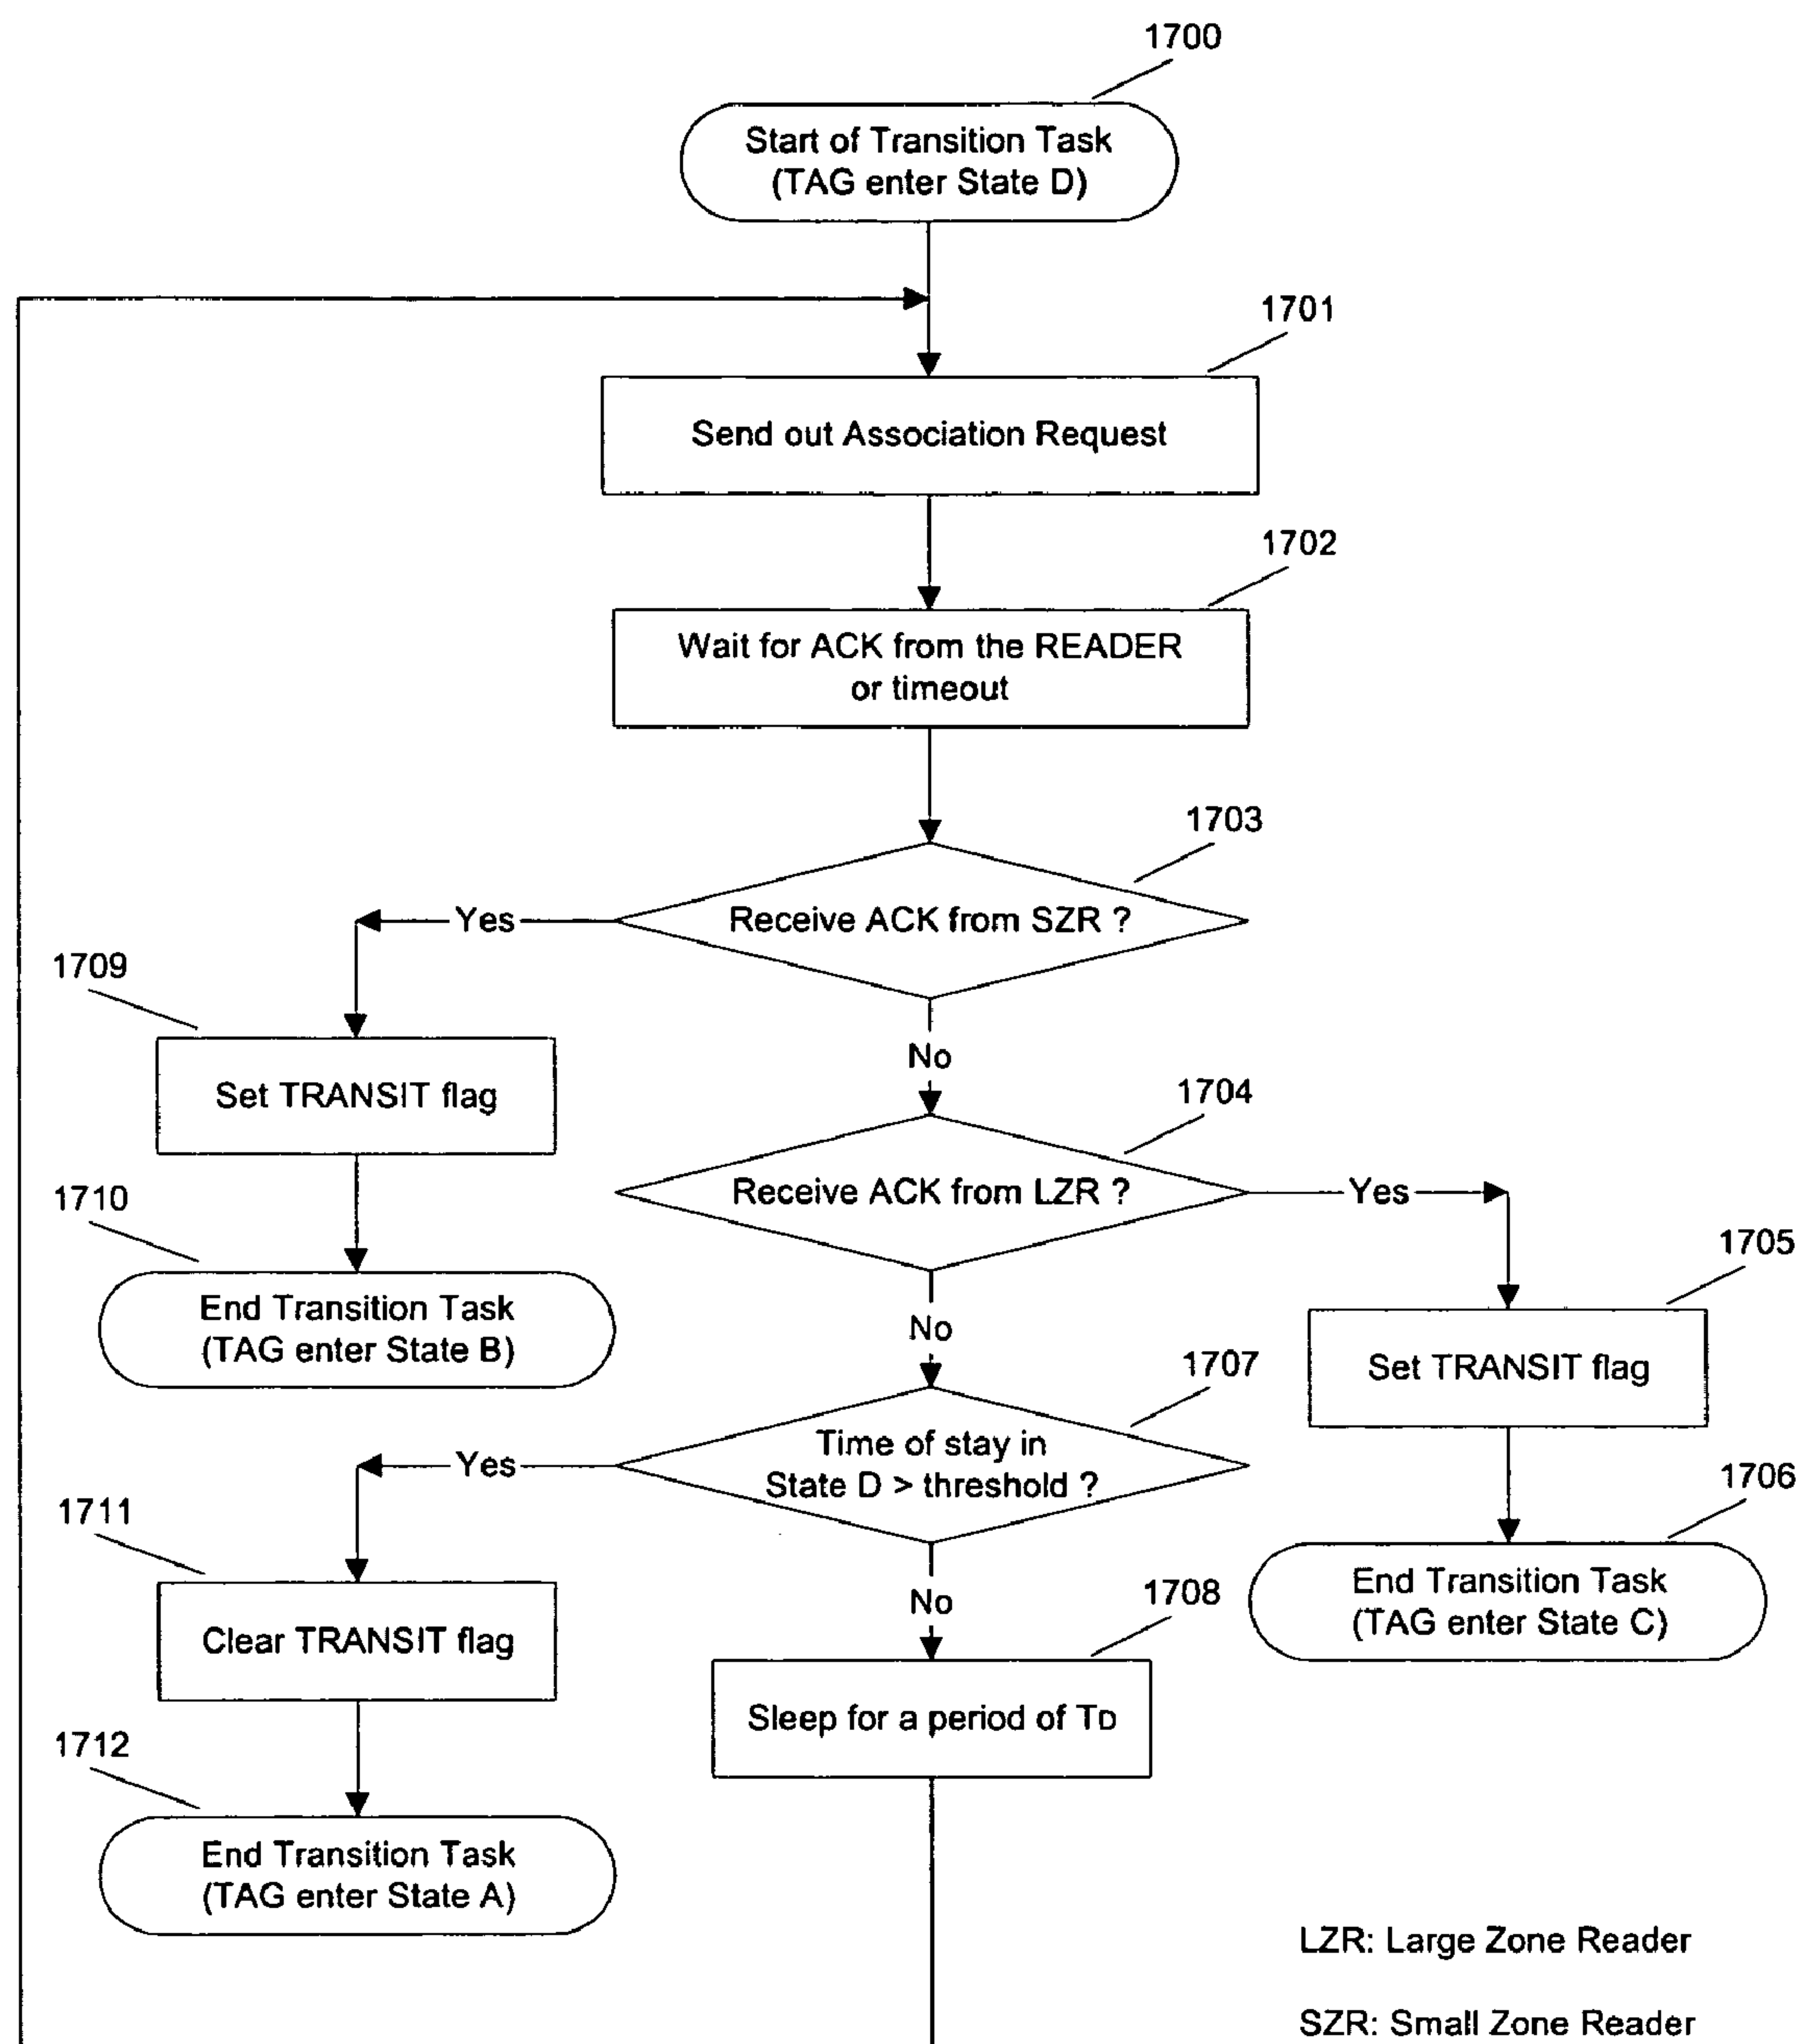 1700
Start of Transition Task
(TAG enter State D)
1701
Send out Association Request
1702
Wait for ACK from the READER
or timeout
1703
Receive ACK from SZR ?
Yes
1709
Set TRANSIT flag
No
1704
Receive ACK from LZR ?
Yes
1710
End Transition Task
(TAG enter State B)
1705
Set TRANSIT flag
No
1707
Time of stay in
State D > threshold ?
Yes
1706
End Transition Task
(TAG enter State C)
1711
Clear TRANSIT flag
No
1708
Sleep for a period of TD
1712
End Transition Task
(TAG enter State A)
LZR: Large Zone Reader
SZR: Small Zone Reader